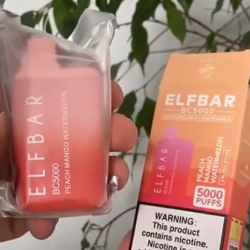 ELFBAR
BC5000
PEACH MANGO WATERMELON
ELFBAR
BC5000
PEACH
MANGO
WATERMELON
5000
PUFFS
WARNING:
This product
contains nicotine.
Nicotine is